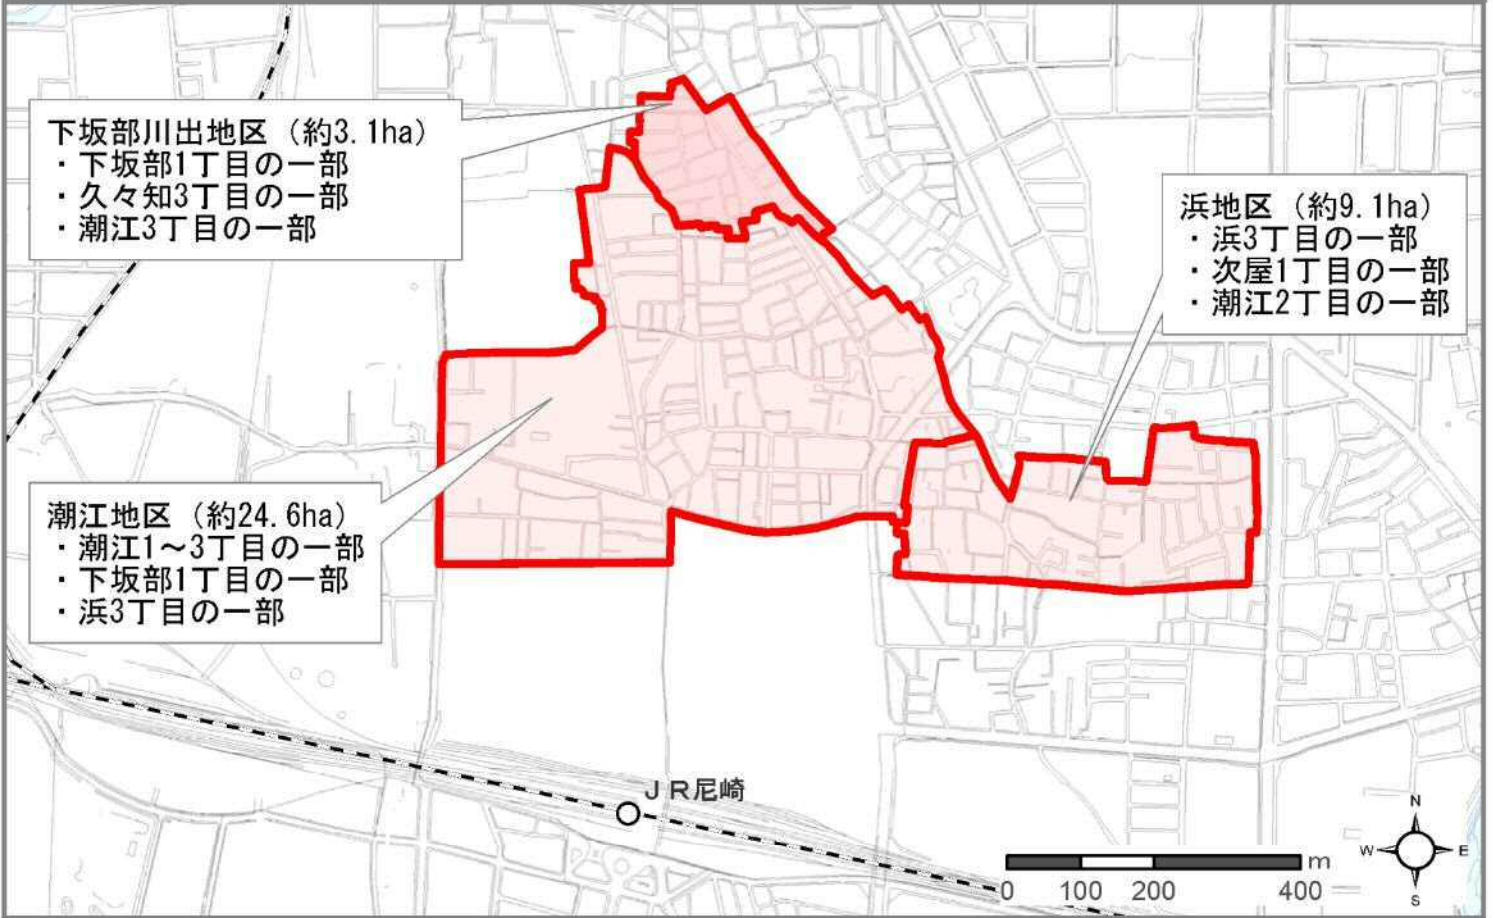 下坂部川出地区（約3.1ha）
・下坂部1丁目の一部
・久々知3丁目の一部
・潮江3丁目の一部
浜地区（約9.1ha）
・浜3丁目の一部
・次屋1丁目の一部
・潮江2丁目の一部
潮江地区（約24.6ha）
・潮江1～3丁目の一部
・下坂部1丁目の一部
・浜3丁目の一部
ＪＲ尼崎
N
W E
S
m
0 100 200 400